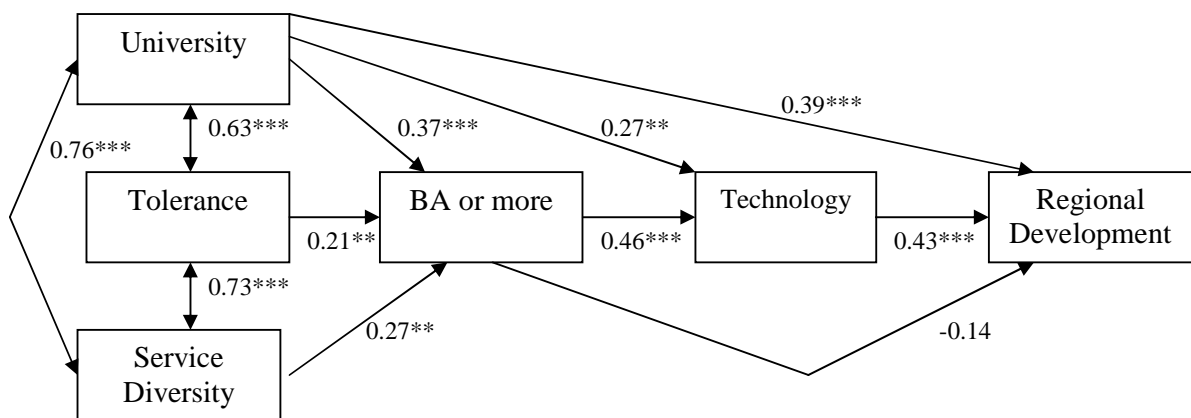 University
0.39***
0.63***
0.37***
0.27**
0.76***
Tolerance
BA or more
Technology
Regional
Development
0.21**
0.46***
0.43***
0.73***
0.27**
-0.14
Service
Diversity